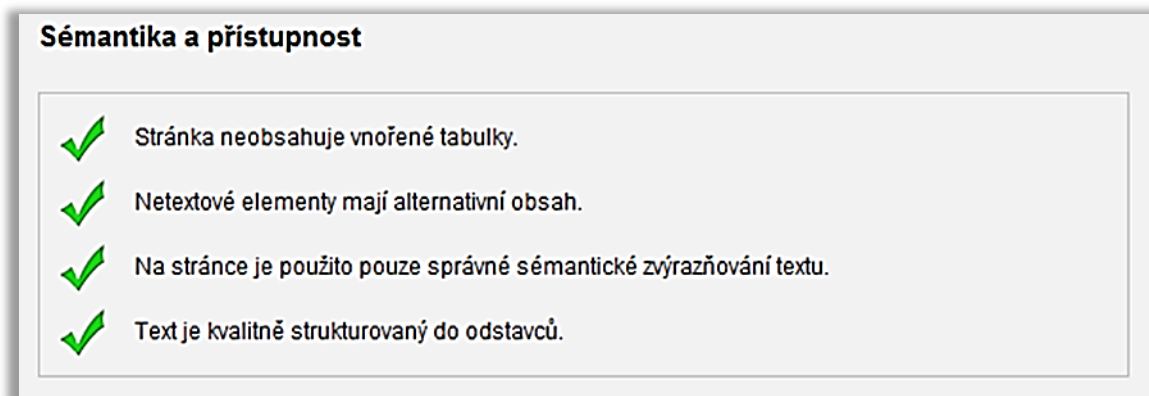 Sémantika a přístupnost
Stránka neobsahuje vnořené tabulky.
Netextové elementy mají alternativní obsah.
Na stránce je použito pouze správné sémantické zvýrazňování textu.
Text je kvalitně strukturovaný do odstavců.